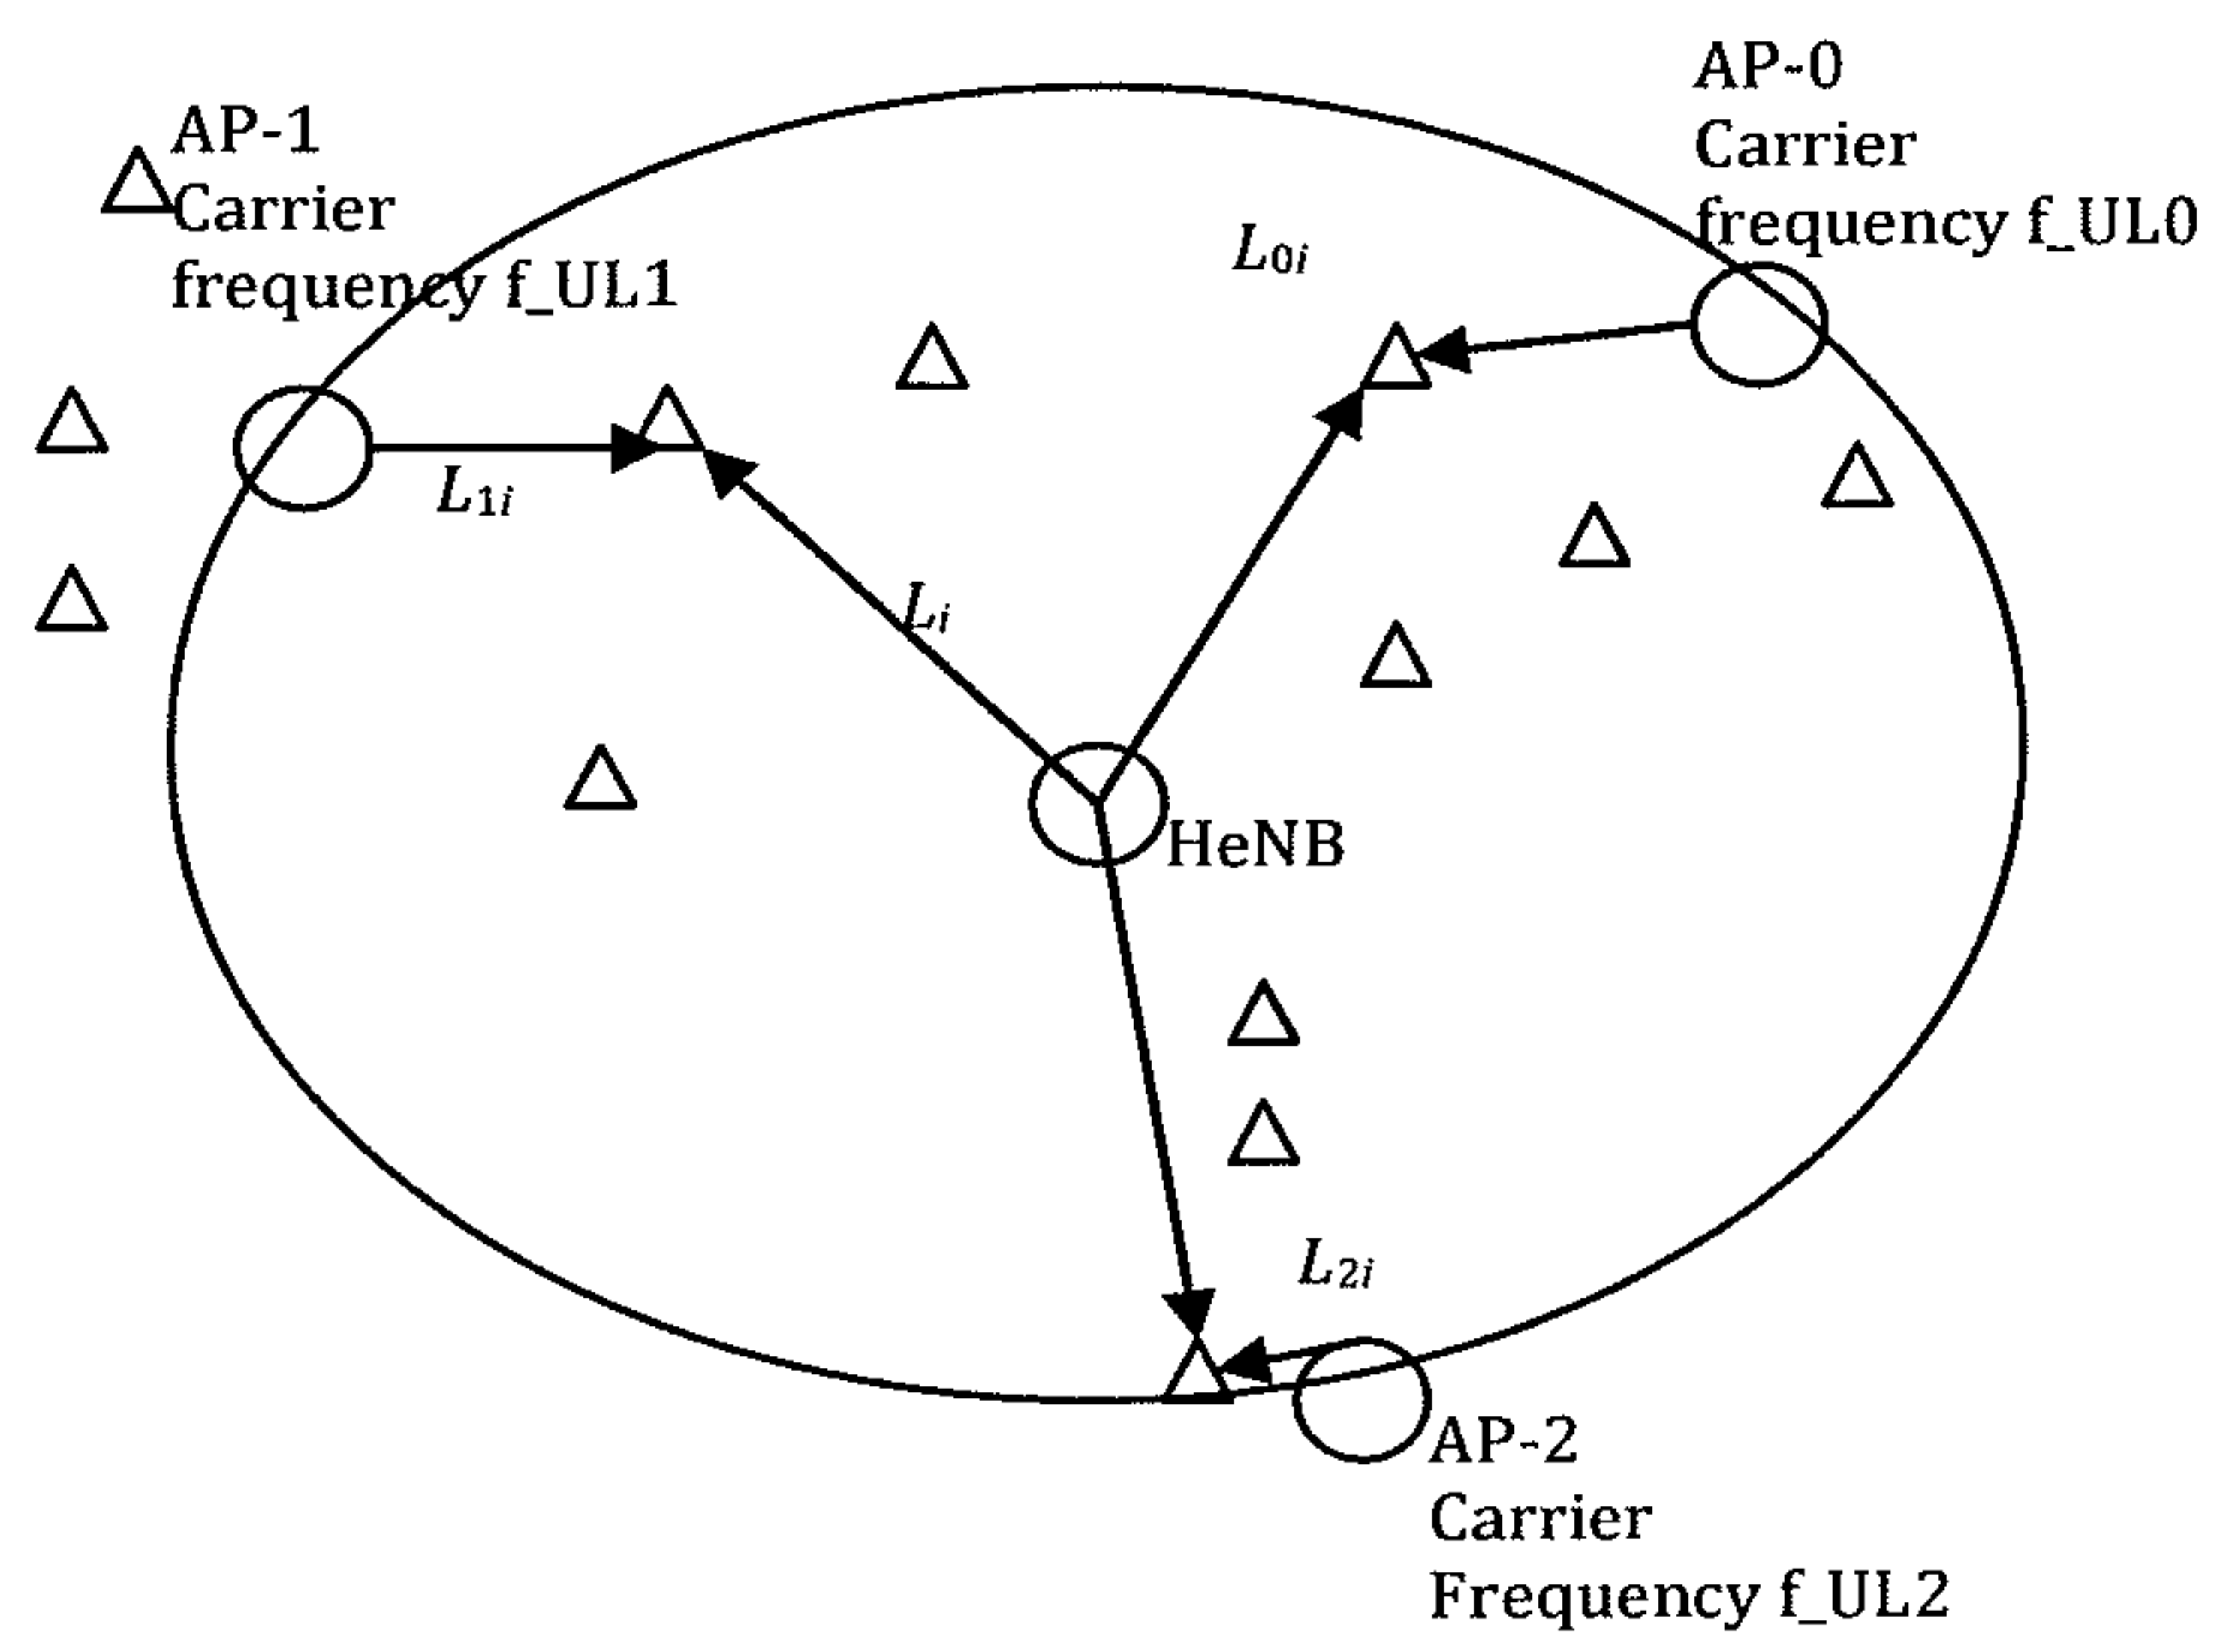 AP-0
Carrier
frequency f_UL0
AP-1
Carrier
frequency f_UL1
L0i
L1i
Li
HeNB
L2i
AP-2
Carrier
Frequency f_UL2